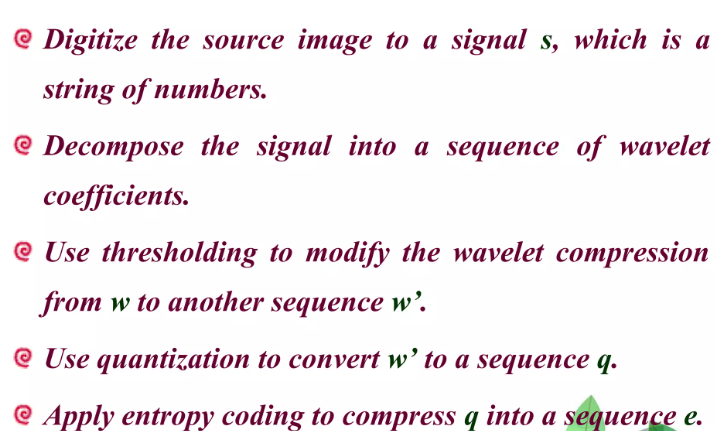 Digitize the source image to a signal s, which is a
string of numbers.
Decompose the signal into a sequence of wavelet
coefficients.
Use thresholding to modify the wavelet compression
from w to another sequence w’.
Use quantization to convert w’ to a sequence q.
Apply entropy coding to compress q into a sequence e.